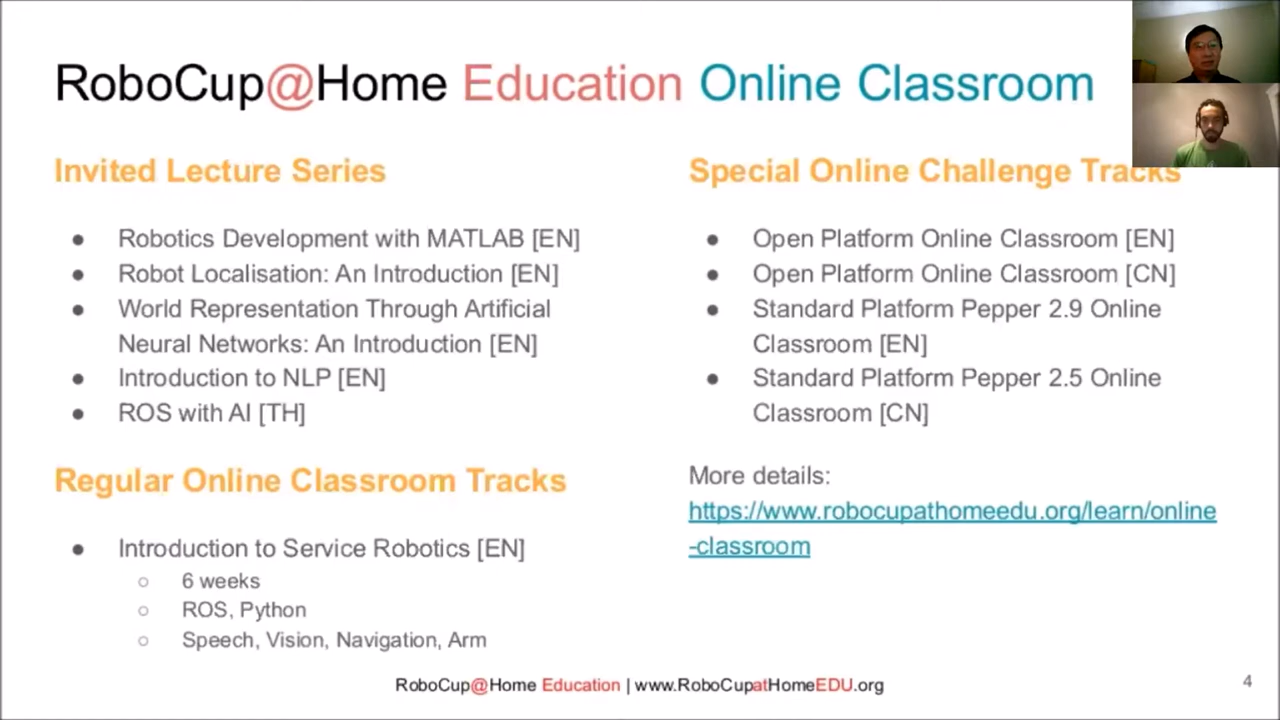 RoboCup@Home Education Online Classroom
Invited Lecture Series
● Robotics Development with MATLAB [EN]
● Robot Localisation: An Introduction [EN]
● World Representation Through Artificial
Neural Networks: An Introduction [EN]
● Introduction to NLP [EN]
● ROS with AI [TH]
Regular Online Classroom Tracks
● Introduction to Service Robotics [EN]
○ 6 weeks
○ ROS, Python
○ Speech, Vision, Navigation, Arm
Special Online Challenge Tracks
● Open Platform Online Classroom [EN]
● Open Platform Online Classroom [CN]
● Standard Platform Pepper 2.9 Online
Classroom [EN]
● Standard Platform Pepper 2.5 Online
Classroom [CN]
More details:
https://www.robocupathomeedu.org/learn/online
-classroom
RoboCup@Home Education | www.RoboCupatHomeEDU.org
4